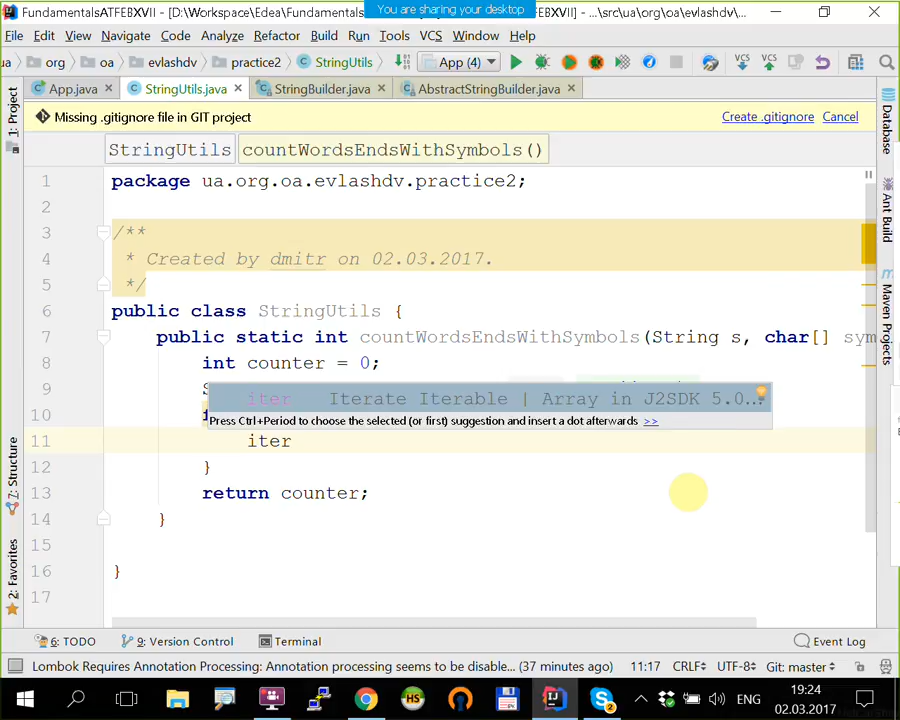 You are sharing your desktop
FundamentalsATFEBXVII - [D:\Workspace\Edea\Fundamentals
TFEBXVII] - ...\src\ua\org\oa\evlashdv\...
File Edit View Navigate Code Analyze Refactor Build Run Tools VCS Window Help
ua org oa evlashdv practice2 StringUtils App (4) VCS VCS
App.java StringUtils.java StringBuilder.java AbstractStringBuilder.java
Missing .gitignore file in GIT project Create .gitignore Cancel
StringUtils countWordsEndsWithSymbols()
1 package ua.org.oa.evlashdv.practice2;
2
3 /**
4 * Created by dmitr on 02.03.2017.
5 */
6 public class StringUtils {
7 public static int countWordsEndsWithSymbols(String s, char[] sym
8 int counter = 0;
9
iter Iterate Iterable | Array in J2SDK 5.0...
10
Press Ctrl+Period to choose the selected (or first) suggestion and insert a dot afterwards >>
11 iter
12 }
13 return counter;
14 }
15
16 }
17
1: Project
7: Structure
2: Favorites
Database
Ant Build
Maven Projects
6: TODO 9: Version Control Terminal Event Log
Lombok Requires Annotation Processing: Annotation processing seems to be disable... (37 minutes ago) 11:17 CRLF UTF-8 Git: master
HS ENG 19:24
02.03.2017